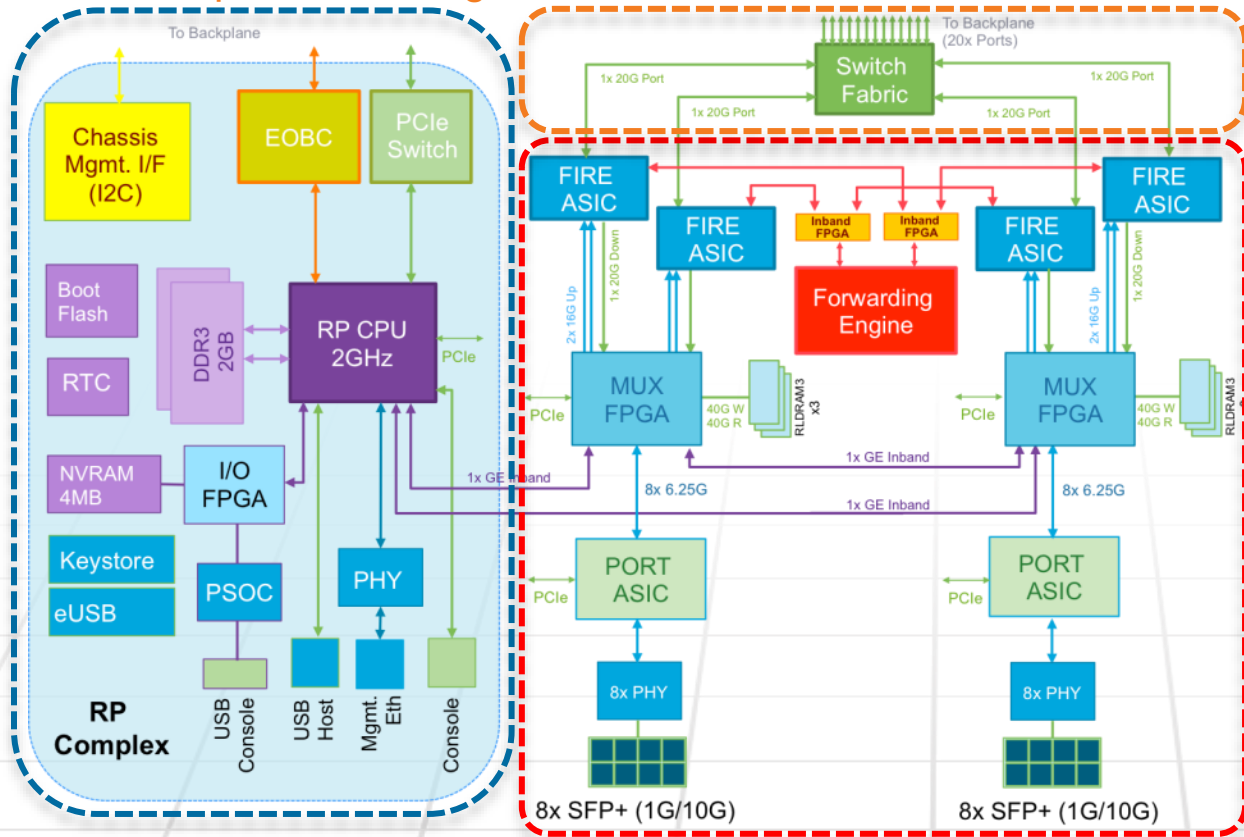 To Backplane
Chassis
Mgmt. I/F
(I2C)
EOBC
PCIe
Switch
Boot
Flash
DDR3
2GB
RP CPU
2GHz
PCIe
RTC
NVRAM
4MB
I/O
FPGA
Keystore
eUSB
PSOC
PHY
RP
Complex
USB
Console
USB
Host
Mgmt.
Eth
Console
To Backplane
(20x Ports)
Switch
Fabric
1x 20G Port
1x 20G Port
1x 20G Port
1x 20G Port
FIRE
ASIC
FIRE
ASIC
Inband
FPGA
Inband
FPGA
FIRE
ASIC
FIRE
ASIC
Forwarding
Engine
2x 16G Up
1x 20G Down
2x 16G Up
1x 20G Down
MUX
FPGA
PCIe
40G W
40G R
RLDRAM3
x3
MUX
FPGA
PCIe
40G W
40G R
RLDRAM3
1x GE Inband
1x GE Inband
1x GE Inband
8x 6.25G
8x 6.25G
PORT
ASIC
PCIe
PORT
ASIC
PCIe
8x PHY
8x PHY
8x SFP+ (1G/10G)
8x SFP+ (1G/10G)